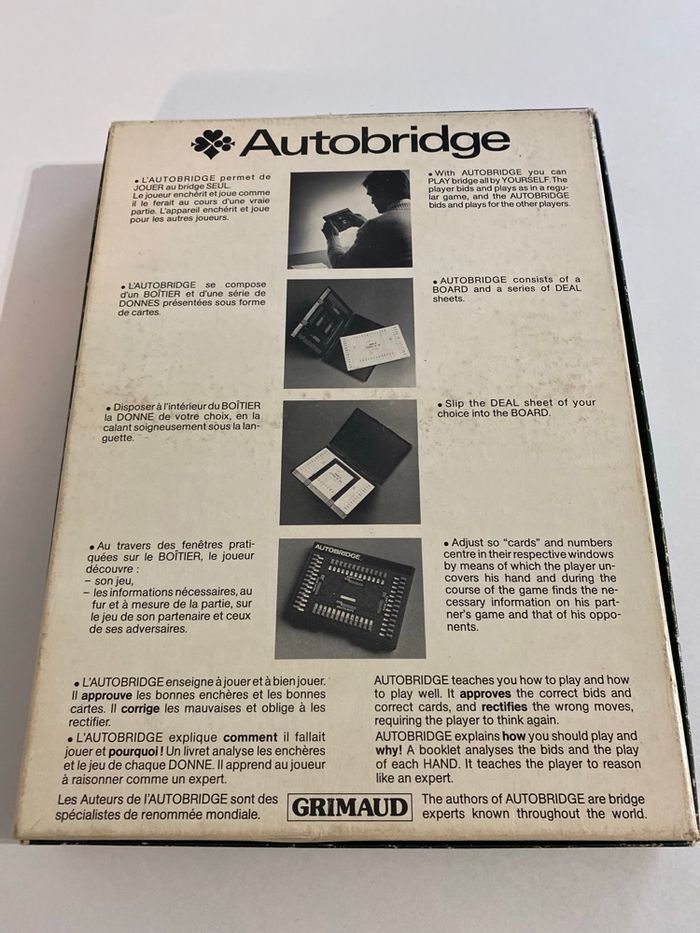 Autobridge
• L'AUTOBRIDGE permet de
JOUER au bridge SEUL.
Le joueur enchérit et joue comme
il le ferait au cours d'une vraie
partie. L'appareil enchérit et joue
pour les autres joueurs.
• With AUTOBRIDGE you can
PLAY bridge all by YOURSELF. The
player bids and plays as in a regu-
lar game, and the AUTOBRIDGE
bids and plays for the other players.
• L'AUTOBRIDGE se compose
d'un BOÎTIER et d'une série de
DONNES présentées sous forme
de cartes.
• AUTOBRIDGE consists of a
BOARD and a series of DEAL
sheets.
• Disposer à l'intérieur du BOÎTIER
la DONNE de votre choix, en la
calant soigneusement sous la lan-
guette.
• Slip the DEAL sheet of your
choice into the BOARD.
• Au travers des fenêtres prati-
quées sur le BOÎTIER, le joueur
découvre :
– son jeu,
– les informations nécessaires, au
fur et à mesure de la partie, sur
le jeu de son partenaire et ceux
de ses adversaires.
AUTOBRIDGE
• Adjust so "cards" and numbers
centre in their respective windows
by means of which the player un-
covers his hand and during the
course of the game finds the ne-
cessary information on his part-
ner's game and that of his oppo-
nents.
• L'AUTOBRIDGE enseigne à jouer et à bien jouer.
Il approuve les bonnes enchères et les bonnes
cartes. Il corrige les mauvaises et oblige à les
rectifier.
• L'AUTOBRIDGE explique comment il fallait
jouer et pourquoi ! Un livret analyse les enchères
et le jeu de chaque DONNE. Il apprend au joueur
à raisonner comme un expert.
AUTOBRIDGE teaches you how to play and how
to play well. It approves the correct bids and
correct cards, and rectifies the wrong moves,
requiring the player to think again.
AUTOBRIDGE explains how you should play and
why! A booklet analyses the bids and the play
of each HAND. It teaches the player to reason
like an expert.
Les Auteurs de l'AUTOBRIDGE sont des
spécialistes de renommée mondiale.
GRIMAUD
The authors of AUTOBRIDGE are bridge
experts known throughout the world.